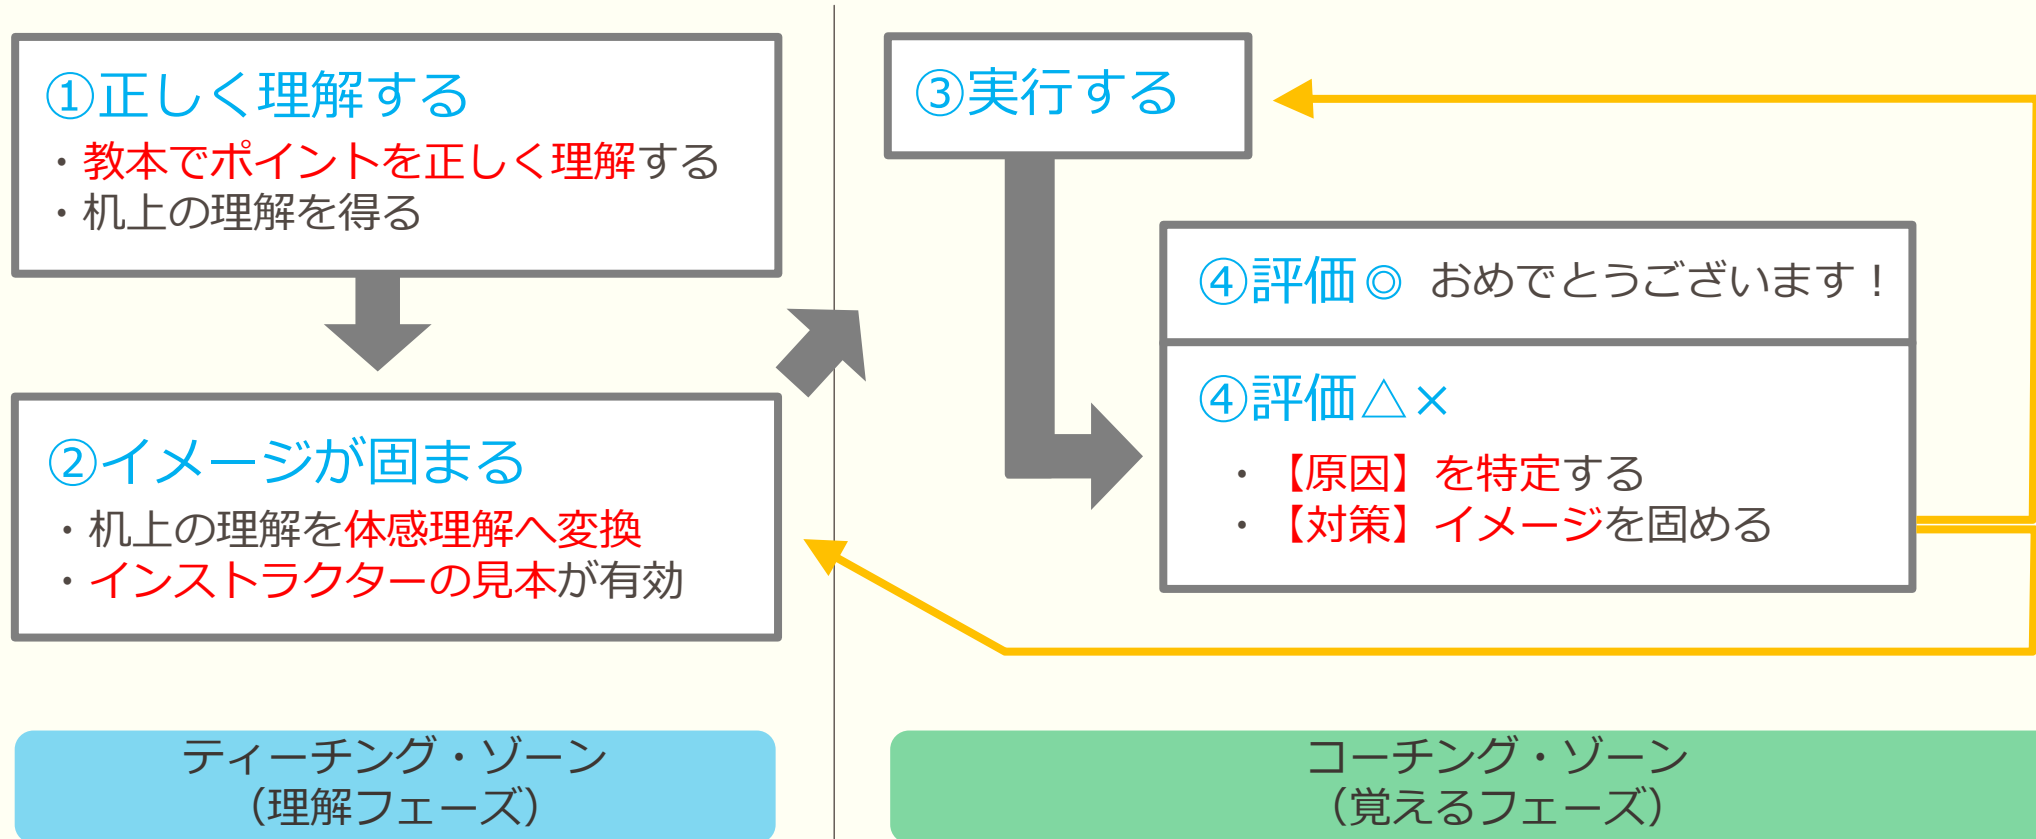 ①正しく理解する
・教本でポイントを正しく理解する
・机上の理解を得る
②イメージが固まる
・机上の理解を体感理解へ変換
・インストラクターの見本が有効
ティーチング・ゾーン
（理解フェーズ）
③実行する
④評価◎ おめでとうございます！
④評価△×
・【原因】を特定する
・【対策】イメージを固める
コーチング・ゾーン
（覚えるフェーズ）